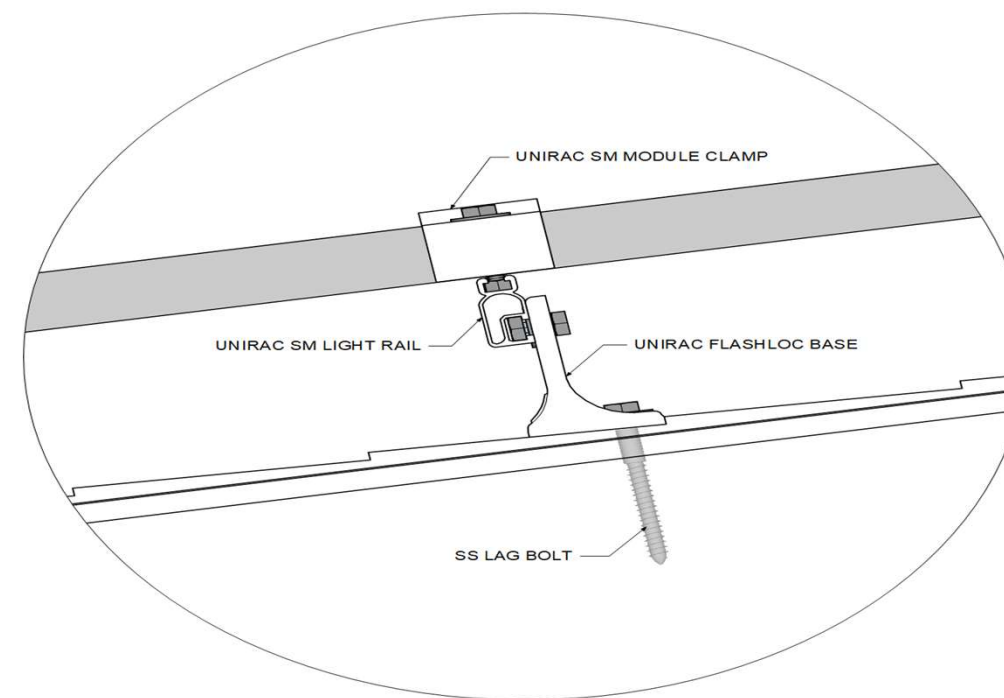 UNIRAC SM MODULE CLAMP
UNIRAC SM LIGHT RAIL
UNIRAC FLASHLOC BASE
SS LAG BOLT